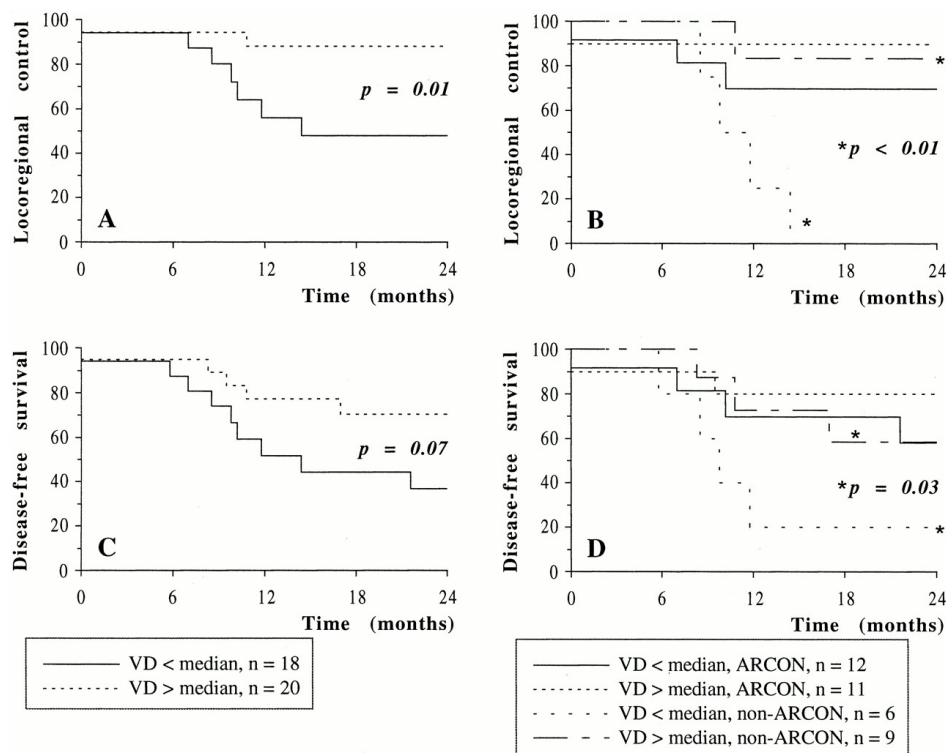 Locoregional control
100
80
60
40
20
0
p = 0.01
A
0 6 12 18 24
Time (months)
Locoregional control
100
80
60
40
20
0
*
*p < 0.01
*
B
0 6 12 18 24
Time (months)
Disease-free survival
100
80
60
40
20
0
p = 0.07
C
0 6 12 18 24
Time (months)
Disease-free survival
100
80
60
40
20
0
*
*p = 0.03
*
D
0 6 12 18 24
Time (months)
VD < median, n = 18
VD > median, n = 20
VD < median, ARCON, n = 12
VD > median, ARCON, n = 11
VD < median, non-ARCON, n = 6
VD > median, non-ARCON, n = 9